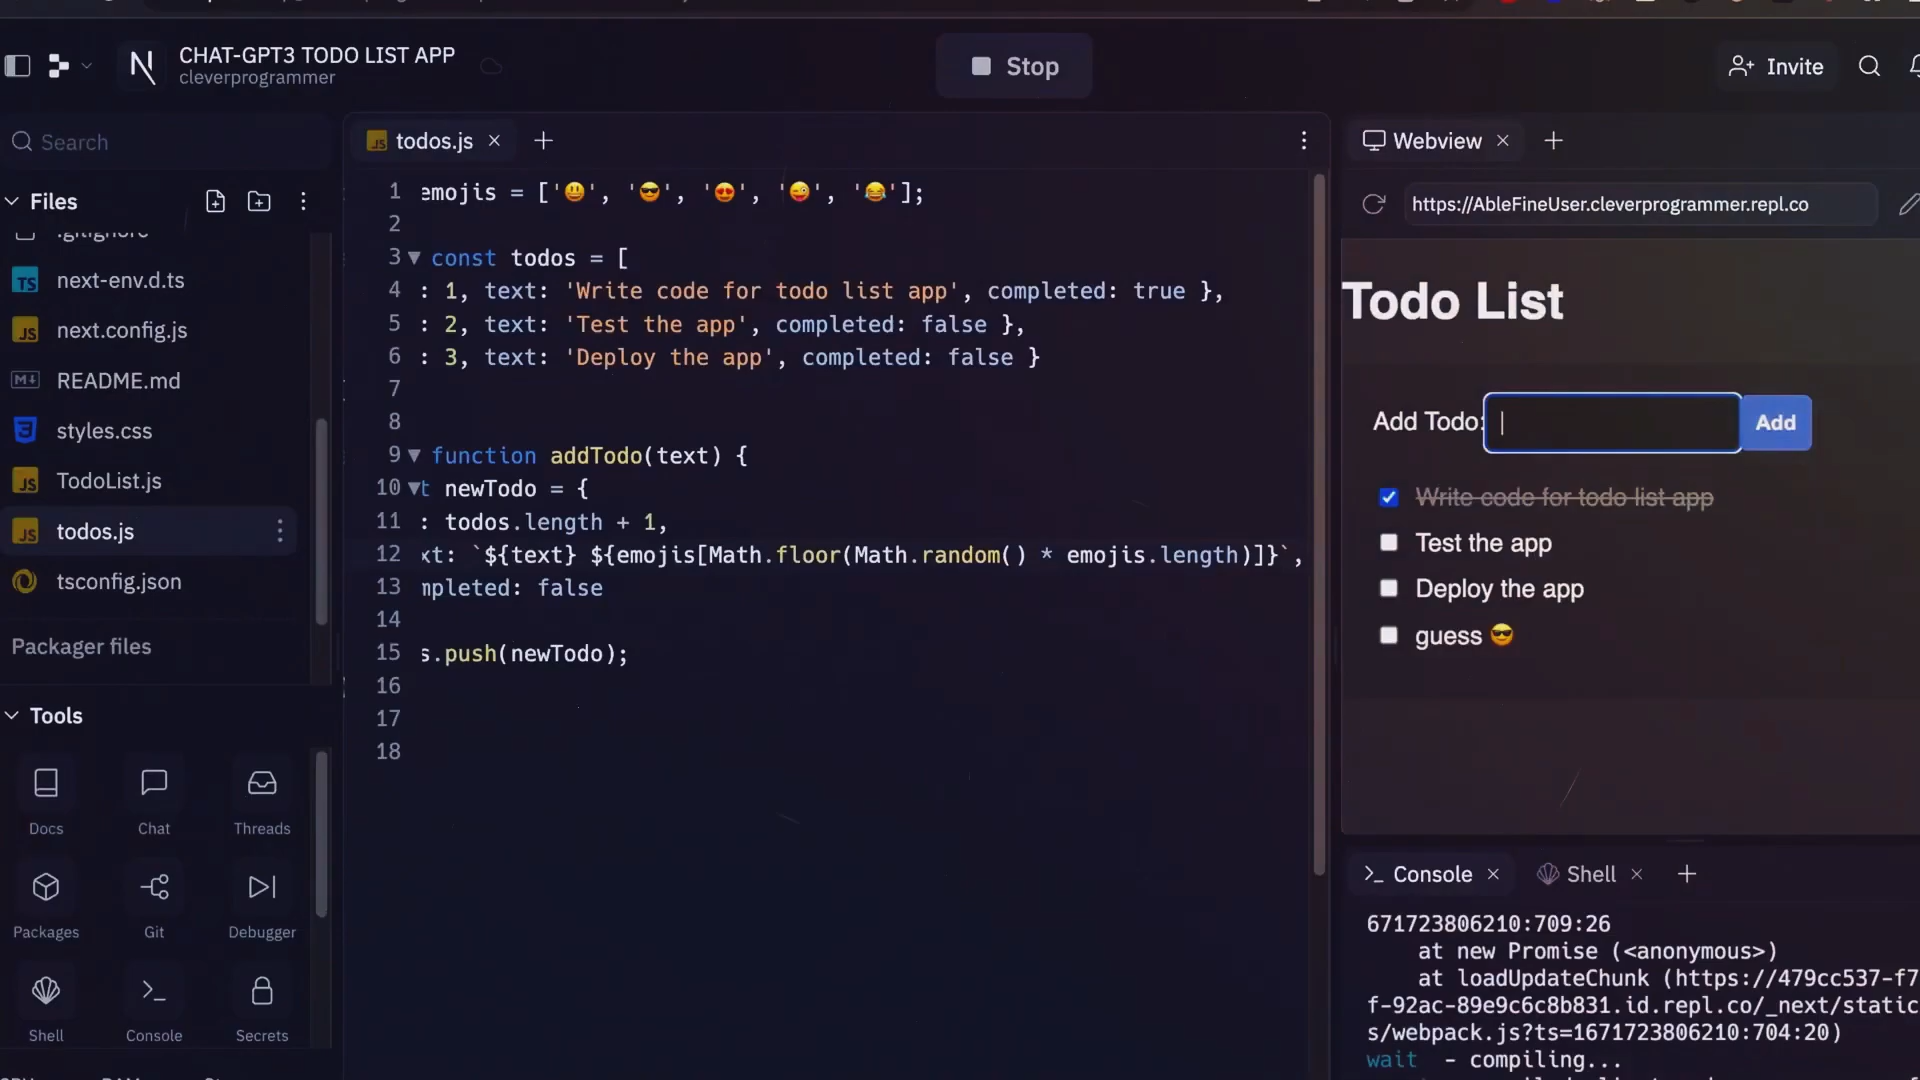 CHAT-GPT3 TODO LIST APP
cleverprogrammer
Stop
Invite
Search
Files
.gitignore
next-env.d.ts
next.config.js
README.md
styles.css
TodoList.js
todos.js
tsconfig.json
Packager files
Tools
Docs
Chat
Threads
Packages
Git
Debugger
Shell
Console
Secrets
todos.js
1 emojis = ['😃', '😎', '😍', '😜', '😂'];
2
3 const todos = [
4 : 1, text: 'Write code for todo list app', completed: true },
5 : 2, text: 'Test the app', completed: false },
6 : 3, text: 'Deploy the app', completed: false }
7
8
9 function addTodo(text) {
10 t newTodo = {
11 : todos.length + 1,
12 xt: `${text} ${emojis[Math.floor(Math.random() * emojis.length)]}`,
13 mpleted: false
14
15 s.push(newTodo);
16
17
18
Webview
https://AbleFineUser.cleverprogrammer.repl.co
Todo List
Add Todo:
Add
Write code for todo list app
Test the app
Deploy the app
guess 😎
Console
Shell
671723806210:709:26
at new Promise (<anonymous>)
at loadUpdateChunk (https://479cc537-f7
f-92ac-89e9c6c8b831.id.repl.co/_next/static
s/webpack.js?ts=1671723806210:704:20)
wait - compiling...